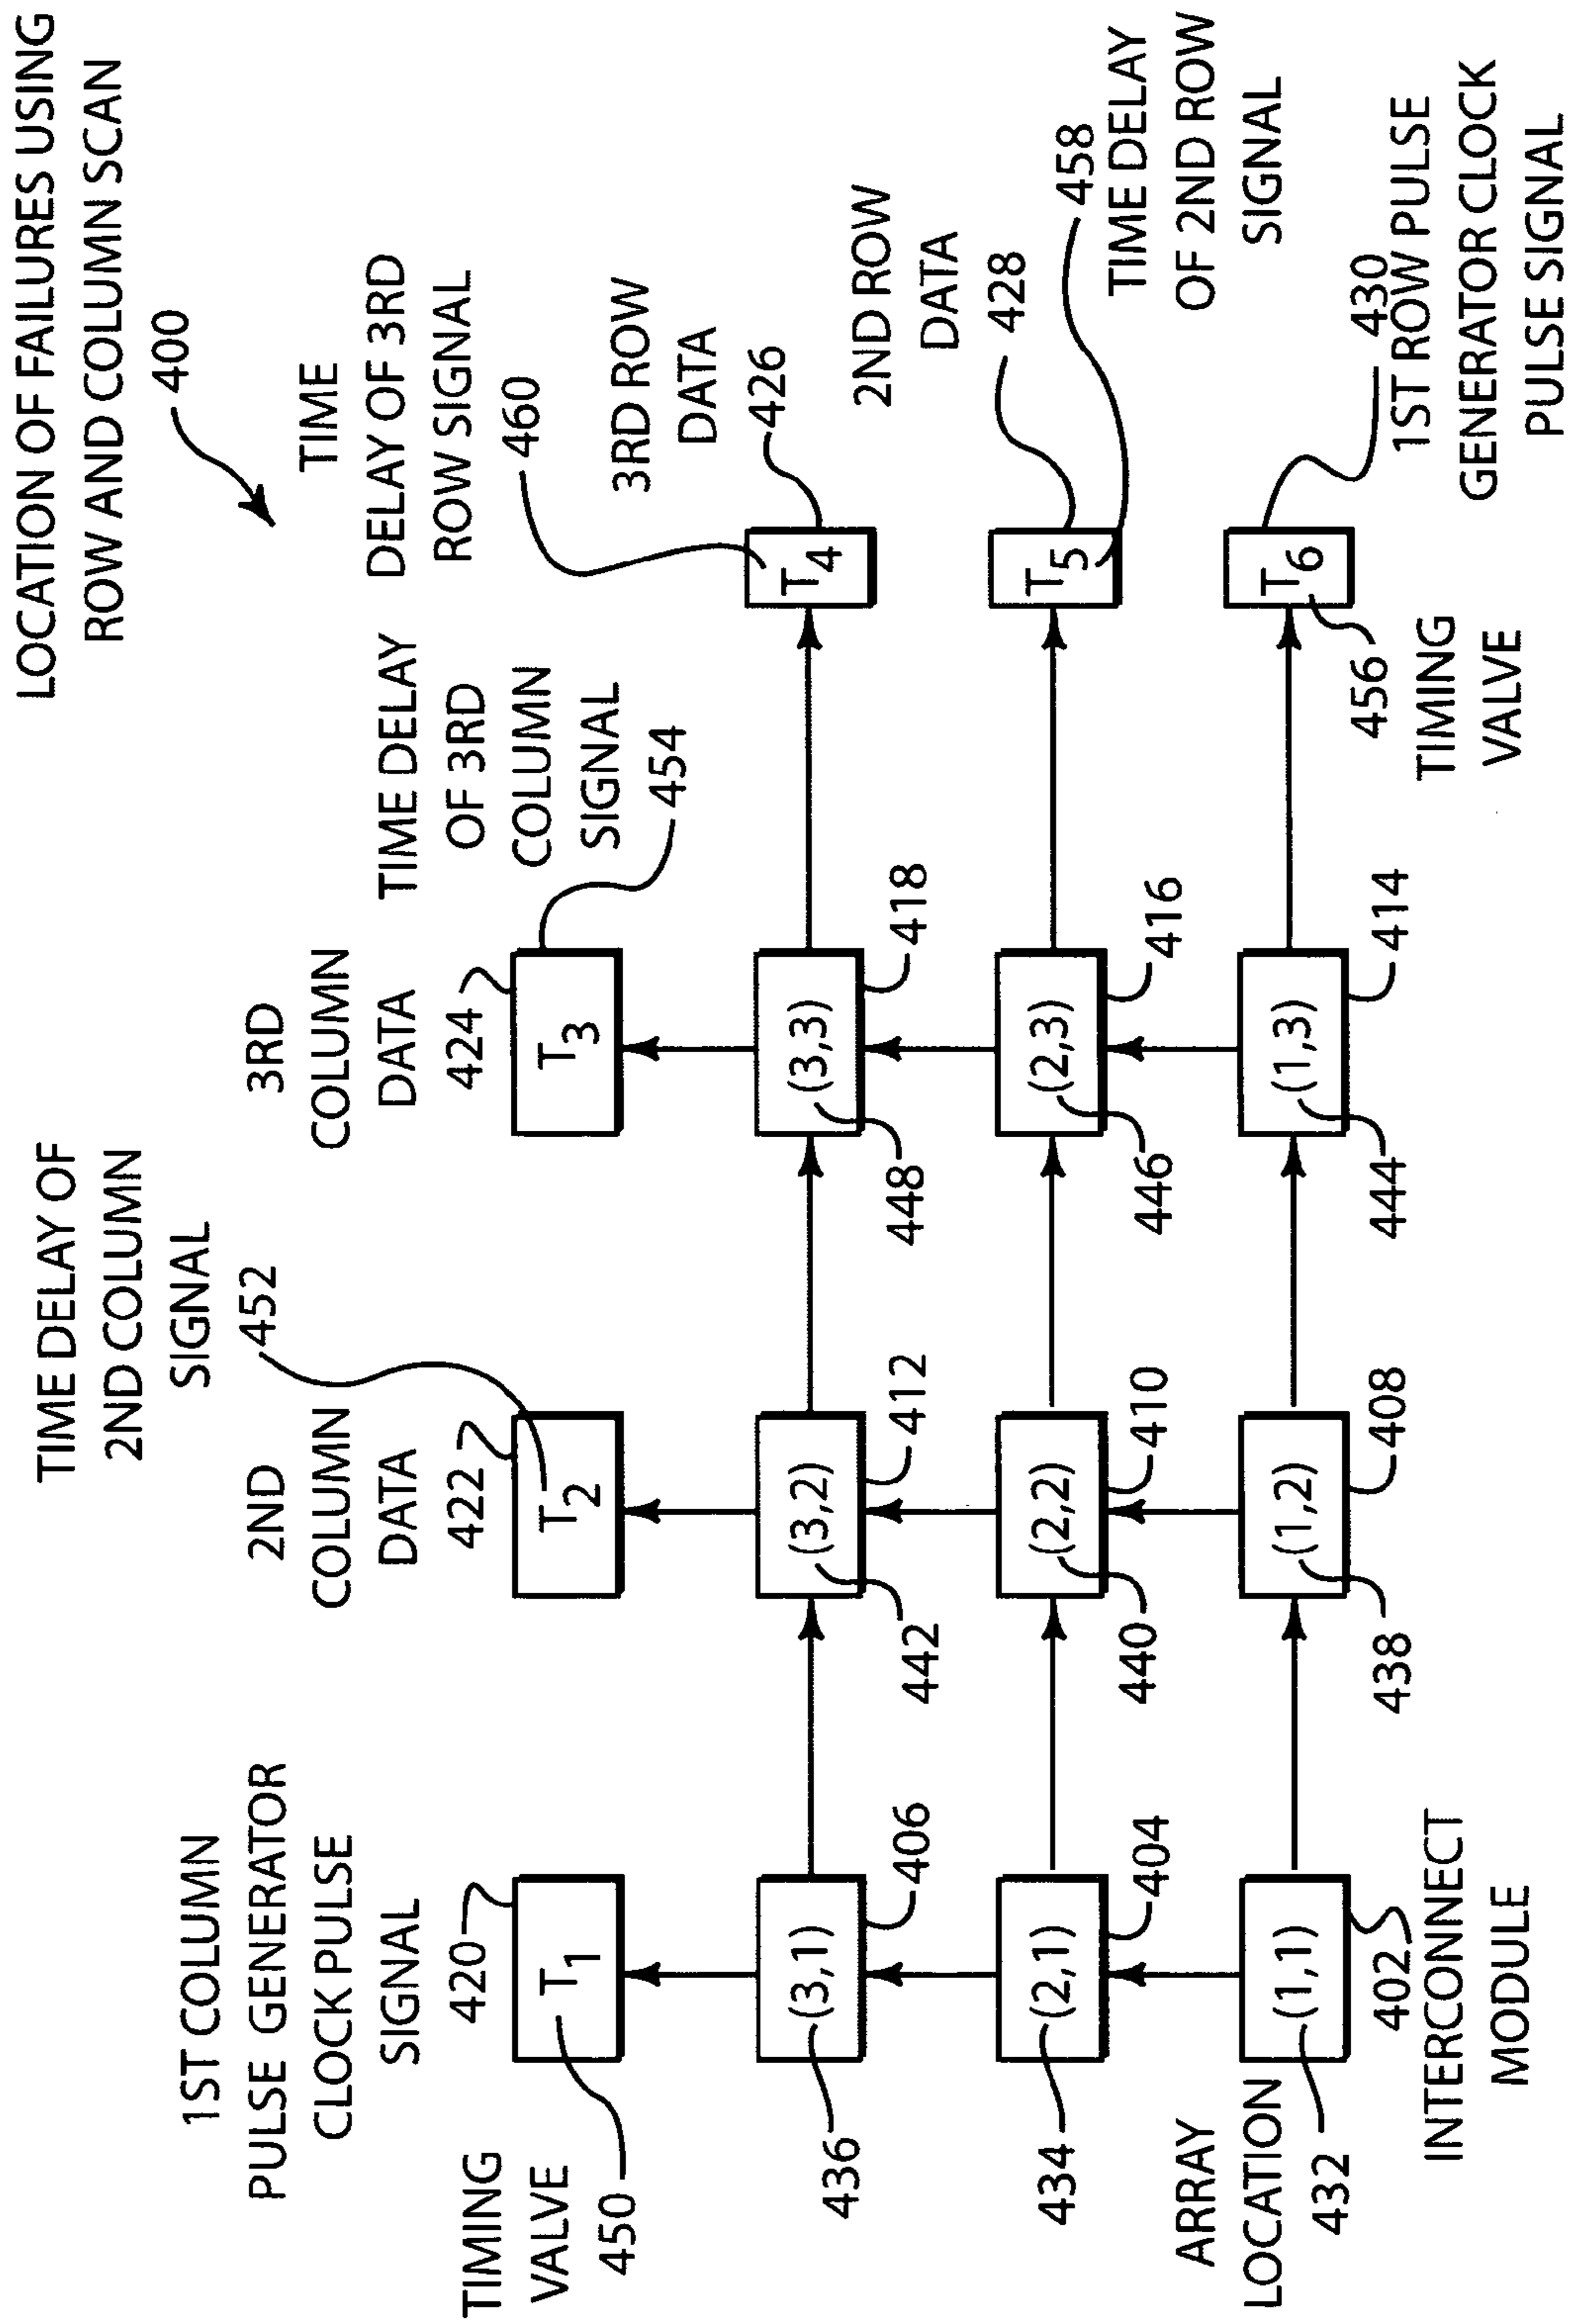 LOCATION OF FAILURES USING
ROW AND COLUMN SCAN
400
TIME DELAY OF
2ND COLUMN
SIGNAL
452
1ST COLUMN
PULSE GENERATOR
CLOCK PULSE
SIGNAL
420
2ND
COLUMN
DATA
422
3RD
COLUMN
DATA
424
TIME DELAY
OF 3RD
COLUMN
SIGNAL
454
TIME
DELAY OF 3RD
ROW SIGNAL
460
TIMING
VALVE
450
T1
T2
T3
3RD ROW
DATA
426
436
(3,1)
406
442
(3,2)
412
448
(3,3)
418
T4
2ND ROW
DATA
428
434
(2,1)
404
440
(2,2)
410
446
(2,3)
416
T5
458
TIME DELAY
OF 2ND ROW
SIGNAL
ARRAY
LOCATION
432
(1,1)
402
INTERCONNECT
MODULE
438
(1,2)
408
444
(1,3)
414
T6
456
TIMING
VALVE
430
1ST ROW PULSE
GENERATOR CLOCK
PULSE SIGNAL